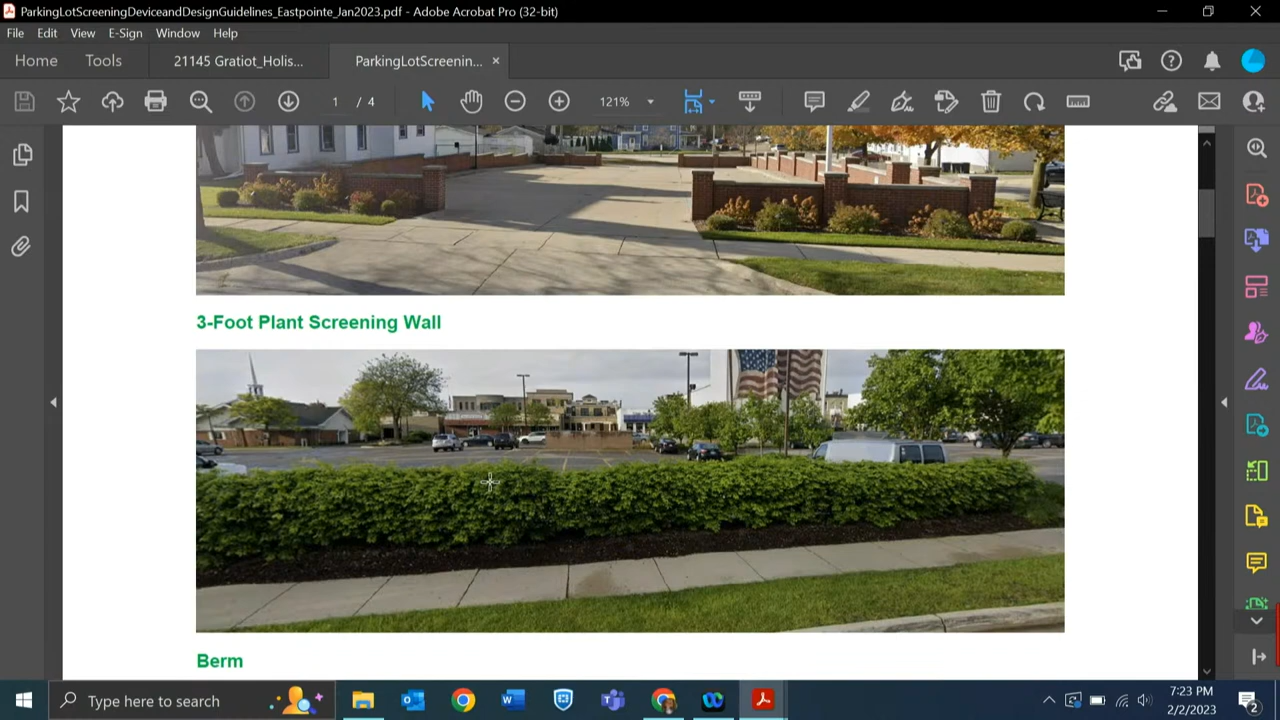 ParkingLotScreeningDeviceandDesignGuidelines_Eastpointe_Jan2023.pdf - Adobe Acrobat Pro (32-bit)
File Edit View E-Sign Window Help
Home Tools 21145 Gratiot_Holis... ParkingLotScreenin... ×
1 / 4 121%
3-Foot Plant Screening Wall
Berm
Type here to search
7:23 PM
2/2/2023
2